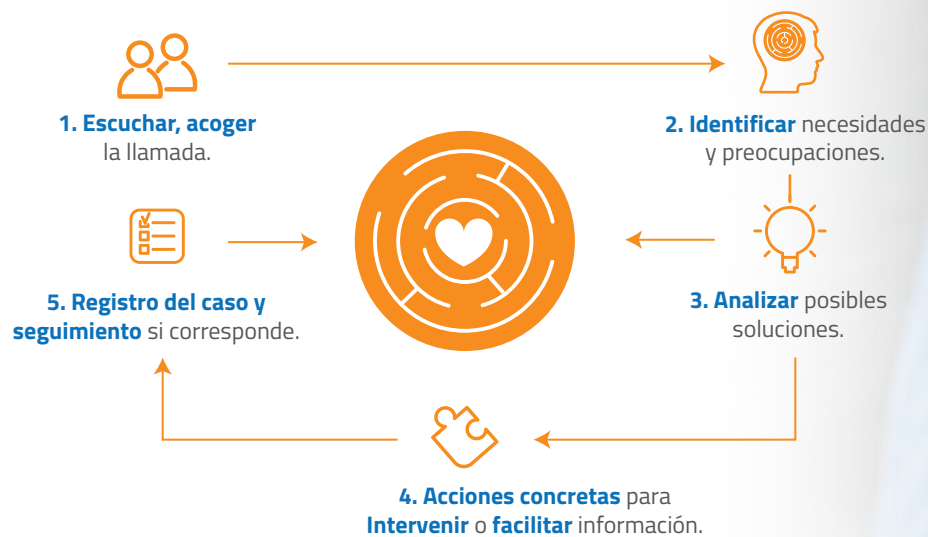 1. Escuchar, acoger
la llamada.
2. Identificar necesidades
y preocupaciones.
3. Analizar posibles
soluciones.
4. Acciones concretas para
Intervenir o facilitar información.
5. Registro del caso y
seguimiento si corresponde.